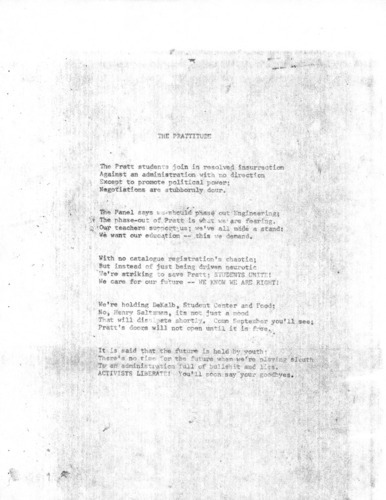 THE PRATTITUDE
The Pratt students join in resolved insurrection
Against an administration with no direction
Except to promote political power;
Negotiations are stubbornly dour.
The Panel says we should phase out Engineering;
The phase-out of Pratt is what we are fearing.
Our teachers support us; we've all made a stand:
We want our education -- this we demand.
With no catalogue registration's chaotic;
But instead of just being driven neurotic
We're striking to save Pratt; STUDENTS UNITE!
We care for our future -- WE KNOW WE ARE RIGHT!
We're holding DeKalb, Student Center and Food;
No, Henry Saltzman, its not just a mood
That will dissipate shortly. Come September you'll see;
Pratt's doors will not open until it is free.
It is said that the future is held by youth:
There's no time for the future when we're playing sleuth
To an administration full of bullshit and lies.
ACTIVISTS LIBERATE! You'll soon say your goodbyes.